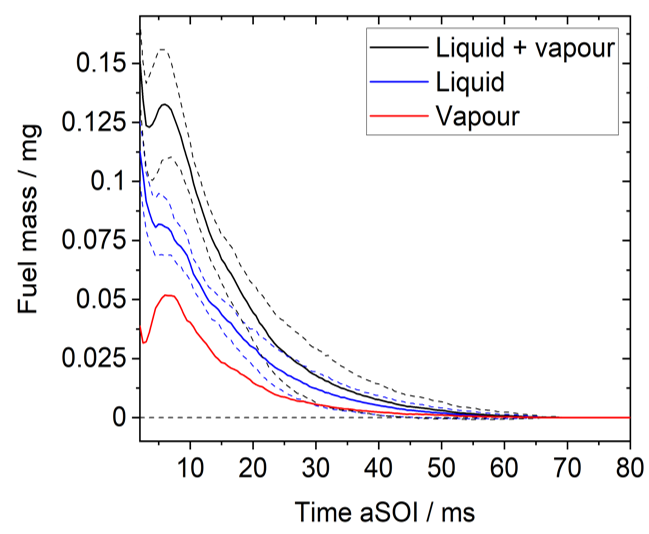 Liquid + vapour
Liquid
Vapour
Fuel mass / mg
0.15
0.125
0.1
0.075
0.05
0.025
0
10 20 30 40 50 60 70 80
Time aSOI / ms